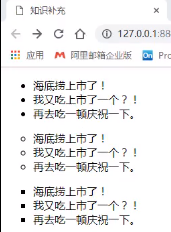 知识补充
127.0.0.1:88
应用 阿里邮箱企业版 On Pro
海底捞上市了！
我又吃上市了一个？！
再去吃一顿庆祝一下。
海底捞上市了！
我又吃上市了一个？！
再去吃一顿庆祝一下。
海底捞上市了！
我又吃上市了一个？！
再去吃一顿庆祝一下。